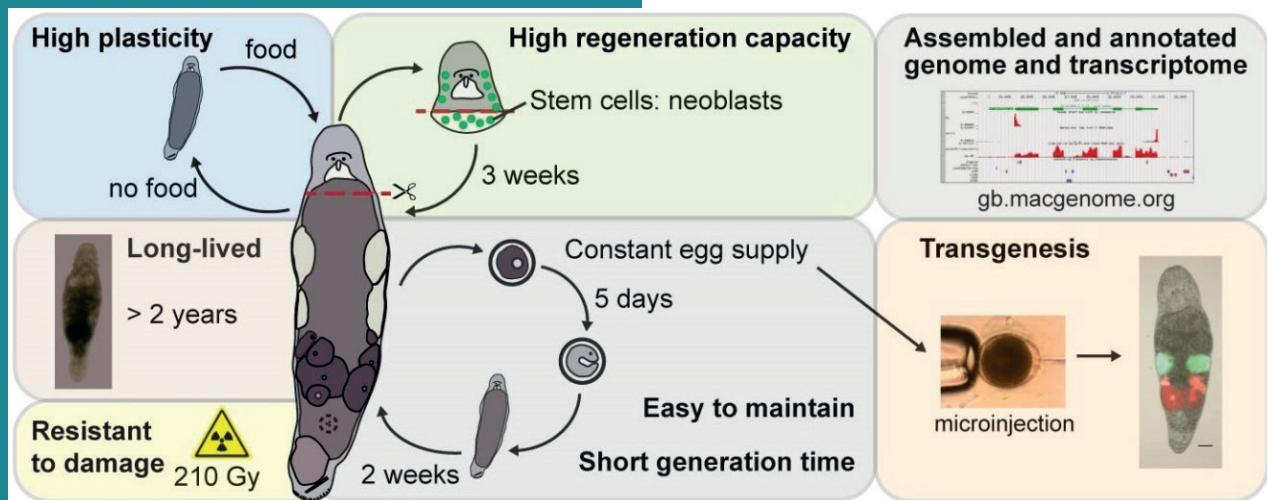 High plasticity
food
no food
High regeneration capacity
Stem cells: neoblasts
3 weeks
Assembled and annotated
genome and transcriptome
gb.macgenome.org
Long-lived
> 2 years
Resistant
to damage
210 Gy
Constant egg supply
5 days
Easy to maintain
Short generation time
2 weeks
Transgenesis
microinjection